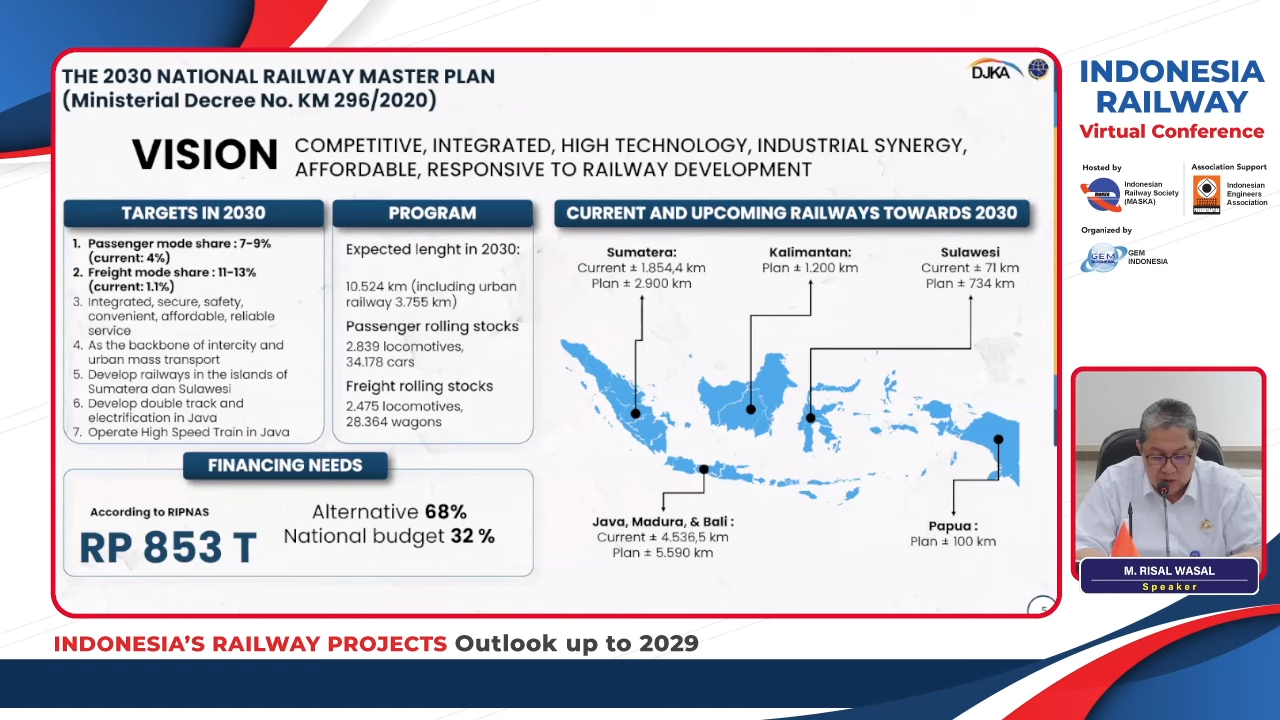 THE 2030 NATIONAL RAILWAY MASTER PLAN
(Ministerial Decree No. KM 296/2020)
DJKA
VISION
COMPETITIVE, INTEGRATED, HIGH TECHNOLOGY, INDUSTRIAL SYNERGY,
AFFORDABLE, RESPONSIVE TO RAILWAY DEVELOPMENT
TARGETS IN 2030
1. Passenger mode share : 7-9%
(current: 4%)
2. Freight mode share : 11-13%
(current: 1.1%)
3. Integrated, secure, safety,
convenient, affordable, reliable
service
4. As the backbone of intercity and
urban mass transport
5. Develop railways in the islands of
Sumatera dan Sulawesi
6. Develop double track and
electrification in Java
7. Operate High Speed Train in Java
PROGRAM
Expected lenght in 2030:
10.524 km (including urban
railway 3.755 km)
Passenger rolling stocks
2.839 locomotives,
34.178 cars
Freight rolling stocks
2.475 locomotives,
28.364 wagons
FINANCING NEEDS
According to RIPNAS
RP 853 T
Alternative 68%
National budget 32 %
CURRENT AND UPCOMING RAILWAYS TOWARDS 2030
Sumatera:
Current ± 1.854,4 km
Plan ± 2.900 km
Kalimantan:
Plan ± 1.200 km
Sulawesi
Current ± 71 km
Plan ± 734 km
Java, Madura, & Bali :
Current ± 4.536,5 km
Plan ± 5.590 km
Papua :
Plan ± 100 km
5
INDONESIA
RAILWAY
Virtual Conference
Hosted by
Indonesian
Railway Society
(MASKA)
Association Support
Indonesian
Engineers
Association
Organized by
GEM
GEM
INDONESIA
M. RISAL WASAL
Speaker
INDONESIA'S RAILWAY PROJECTS Outlook up to 2029